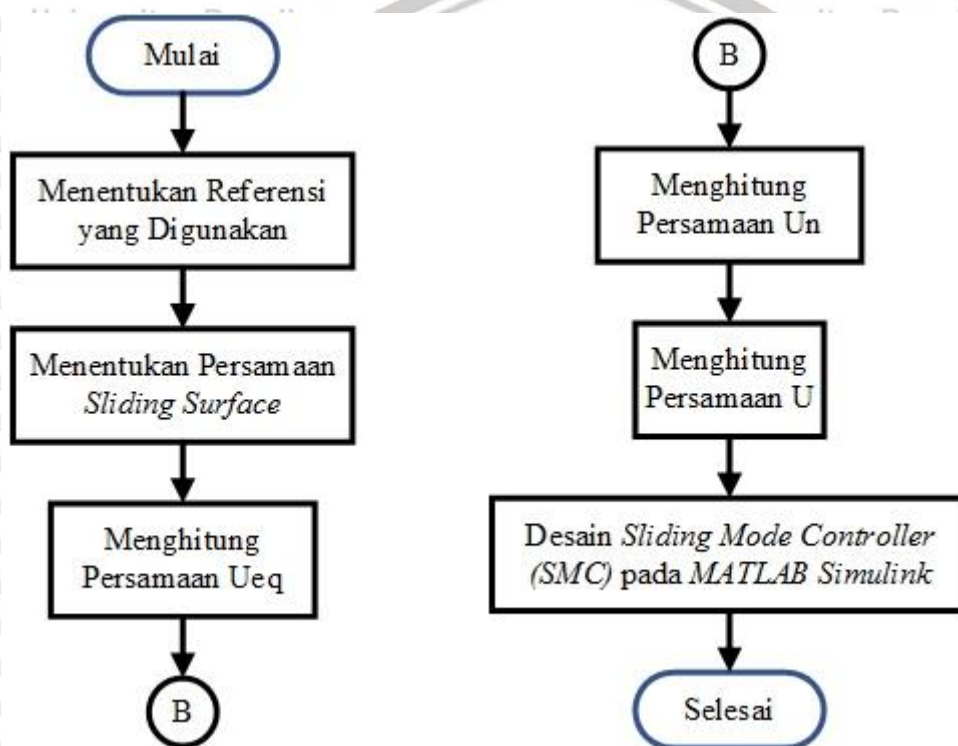 Mulai
Menentukan Referensi
yang Digunakan
Menentukan Persamaan
Sliding Surface
Menghitung
Persamaan Ueq
B
B
Menghitung
Persamaan Un
Menghitung
Persamaan U
Desain Sliding Mode Controller
(SMC) pada MATLAB Simulink
Selesai